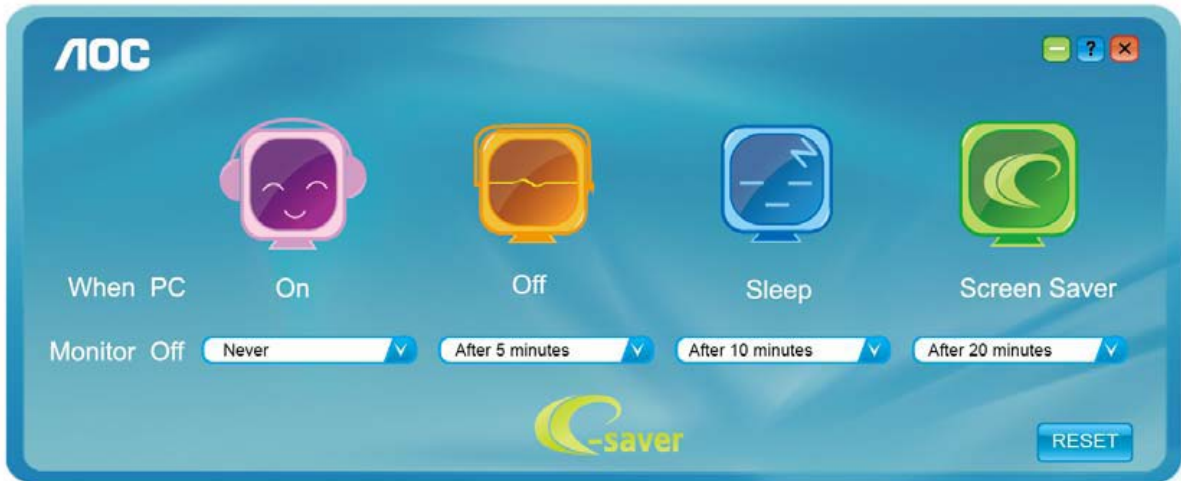 AOC
?
When PC On Off Sleep Screen Saver
Monitor Off Never After 5 minutes After 10 minutes After 20 minutes
e-saver
RESET